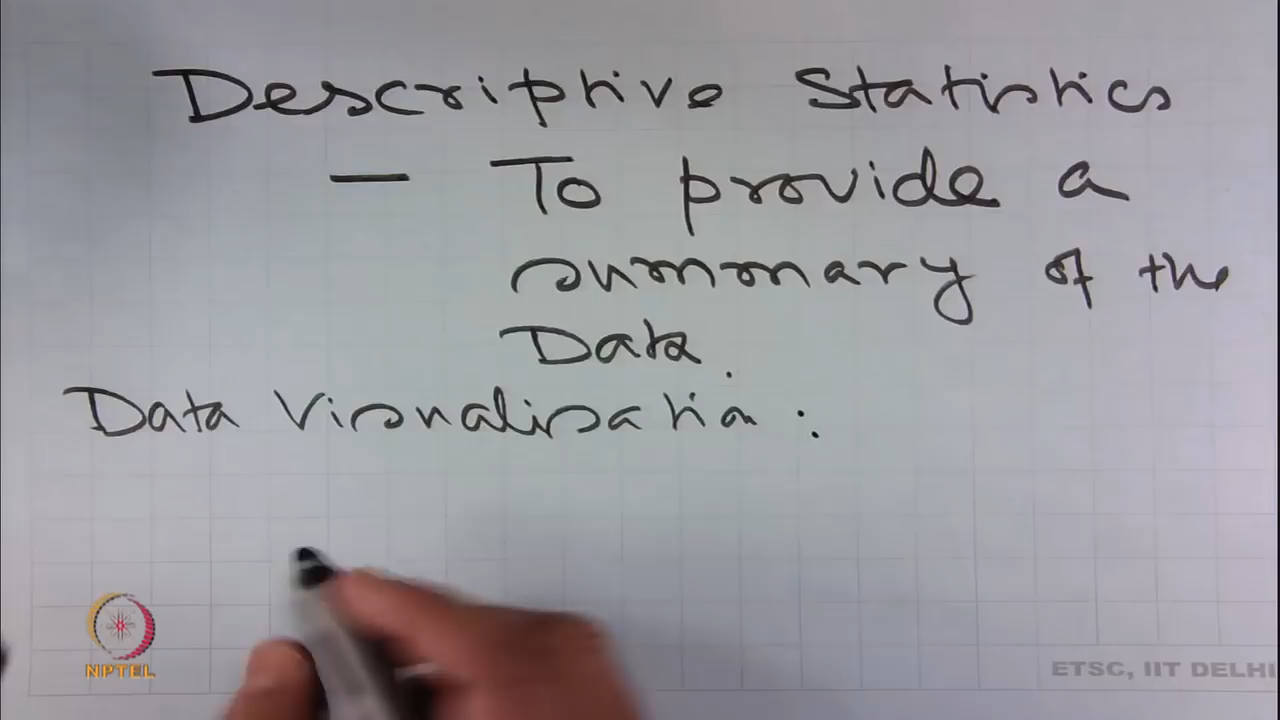 Descriptive Statistics
— To provide a
summary of the
Data.
Data Visualisation :
NPTEL
ETSC, IIT DELHI